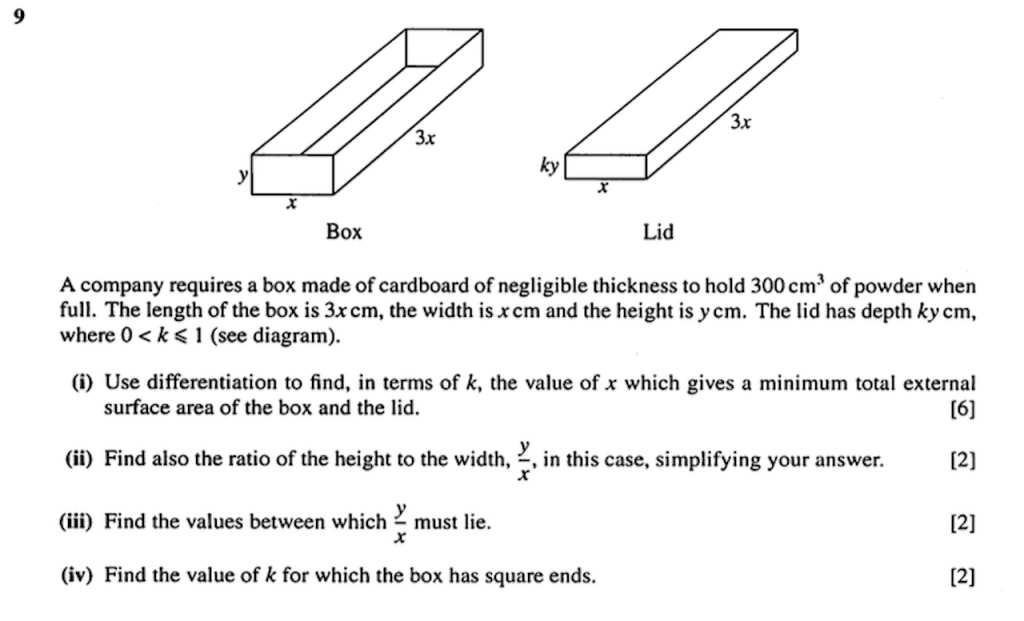 9
3x
y
x
Box
3x
ky
x
Lid
A company requires a box made of cardboard of negligible thickness to hold 300 cm³ of powder when
full. The length of the box is 3x cm, the width is x cm and the height is y cm. The lid has depth ky cm,
where 0 < k ⩽ 1 (see diagram).
(i) Use differentiation to find, in terms of k, the value of x which gives a minimum total external
surface area of the box and the lid. [6]
(ii) Find also the ratio of the height to the width, y/x, in this case, simplifying your answer. [2]
(iii) Find the values between which y/x must lie. [2]
(iv) Find the value of k for which the box has square ends. [2]